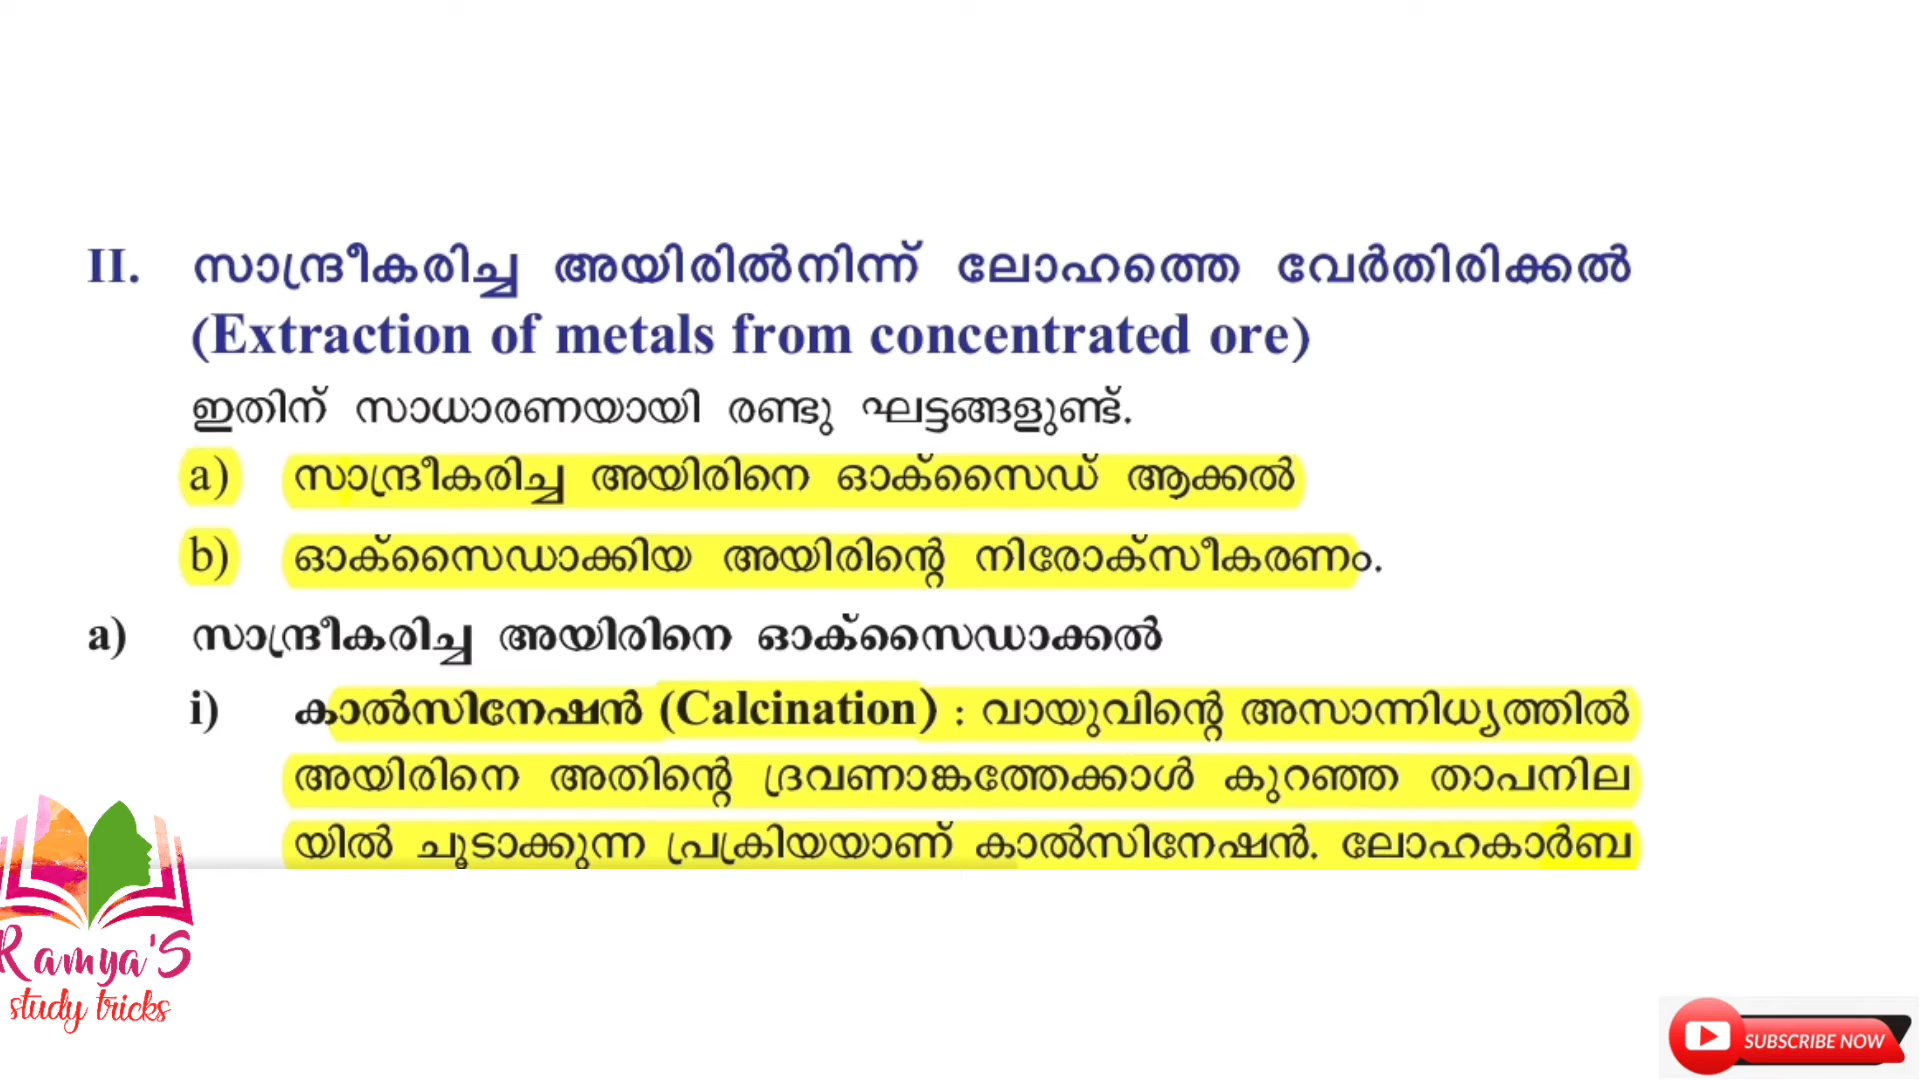 II. സാന്ദ്രീകരിച്ച അയിരിൽനിന്ന് ലോഹത്തെ വേർതിരിക്കൽ
(Extraction of metals from concentrated ore)
ഇതിന് സാധാരണയായി രണ്ടു ഘട്ടങ്ങളുണ്ട്.
a) സാന്ദ്രീകരിച്ച അയിരിനെ ഓക്സൈഡ് ആക്കൽ
b) ഓക്സൈഡാക്കിയ അയിരിന്റെ നിരോക്സീകരണം.
a) സാന്ദ്രീകരിച്ച അയിരിനെ ഓക്സൈഡാക്കൽ
i) കാൽസിനേഷൻ (Calcination) : വായുവിന്റെ അസാന്നിധ്യത്തിൽ
അയിരിനെ അതിന്റെ ദ്രവണാങ്കത്തേക്കാൾ കുറഞ്ഞ താപനില
യിൽ ചൂടാക്കുന്ന പ്രക്രിയയാണ് കാൽസിനേഷൻ. ലോഹകാർബ
Ramya'S
study tricks
SUBSCRIBE NOW